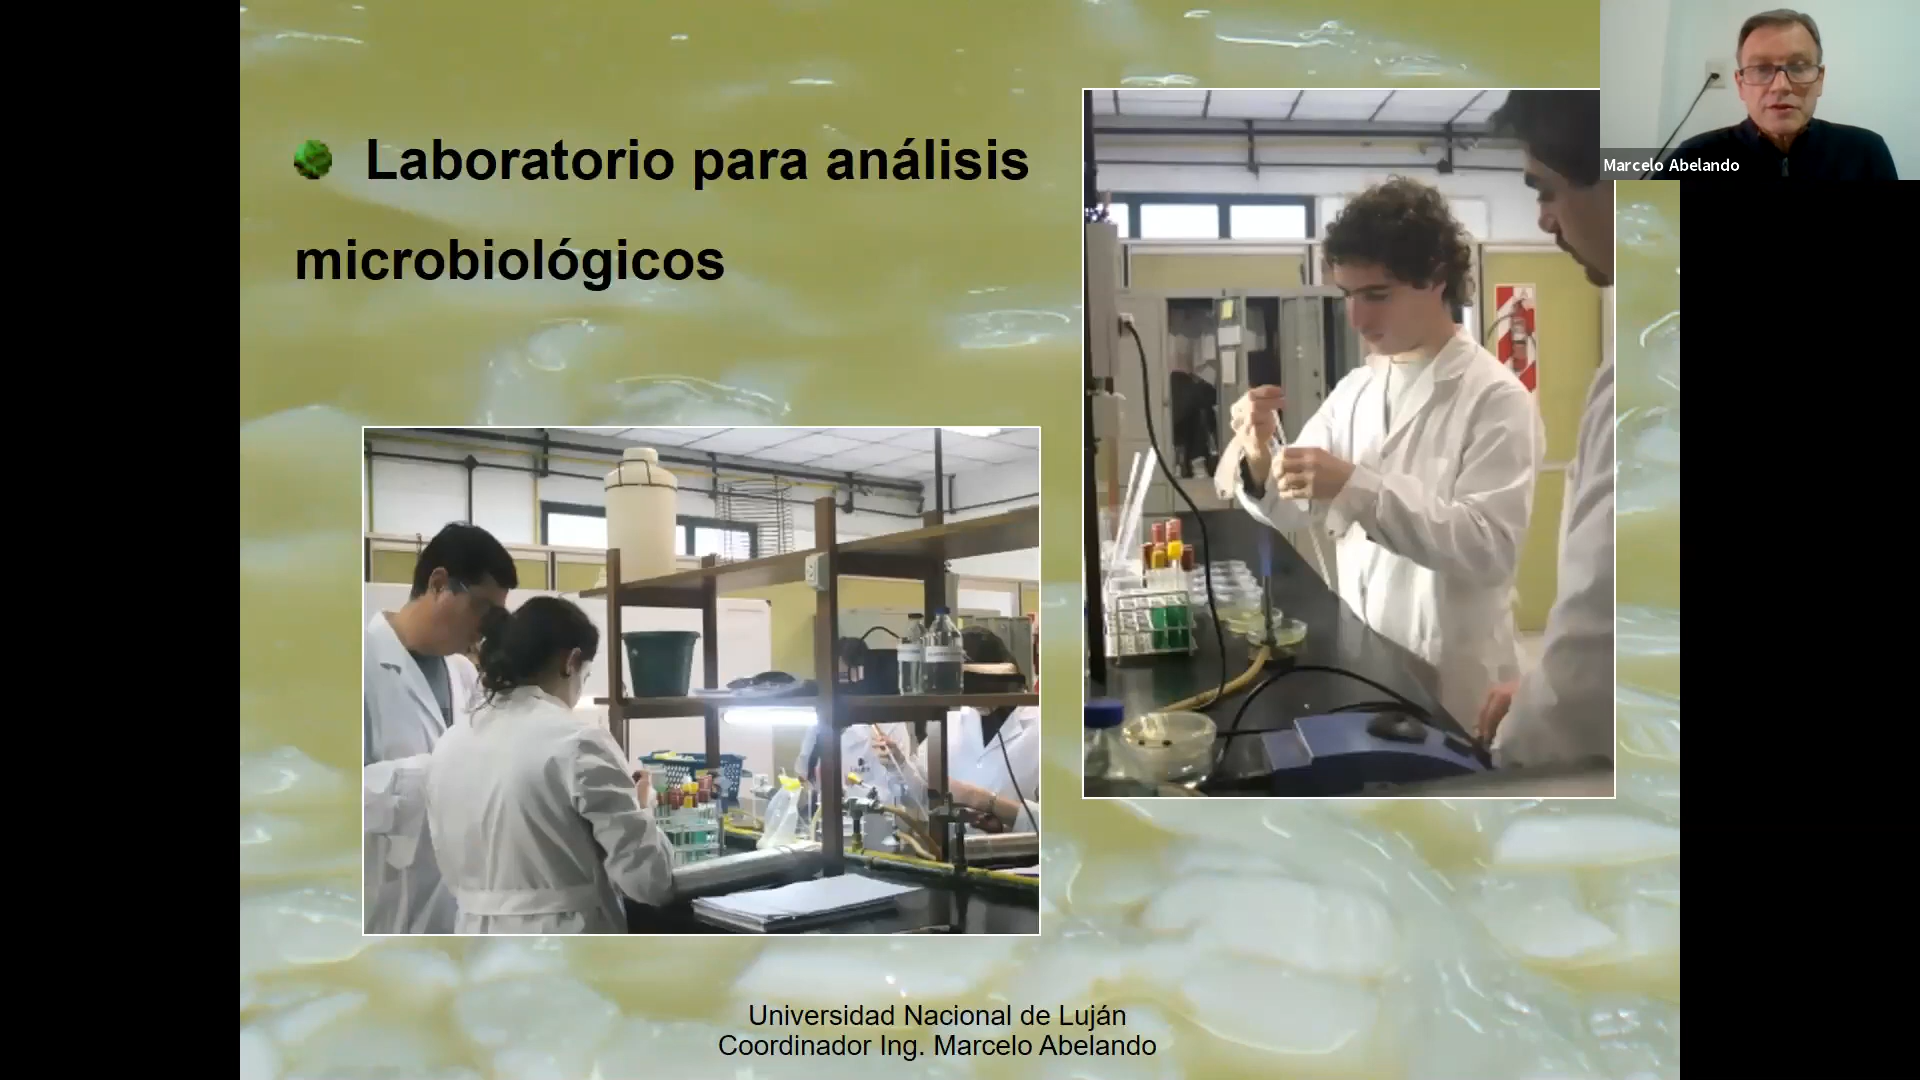 Laboratorio para análisis
microbiológicos
Marcelo Abelando
Universidad Nacional de Luján
Coordinador Ing. Marcelo Abelando